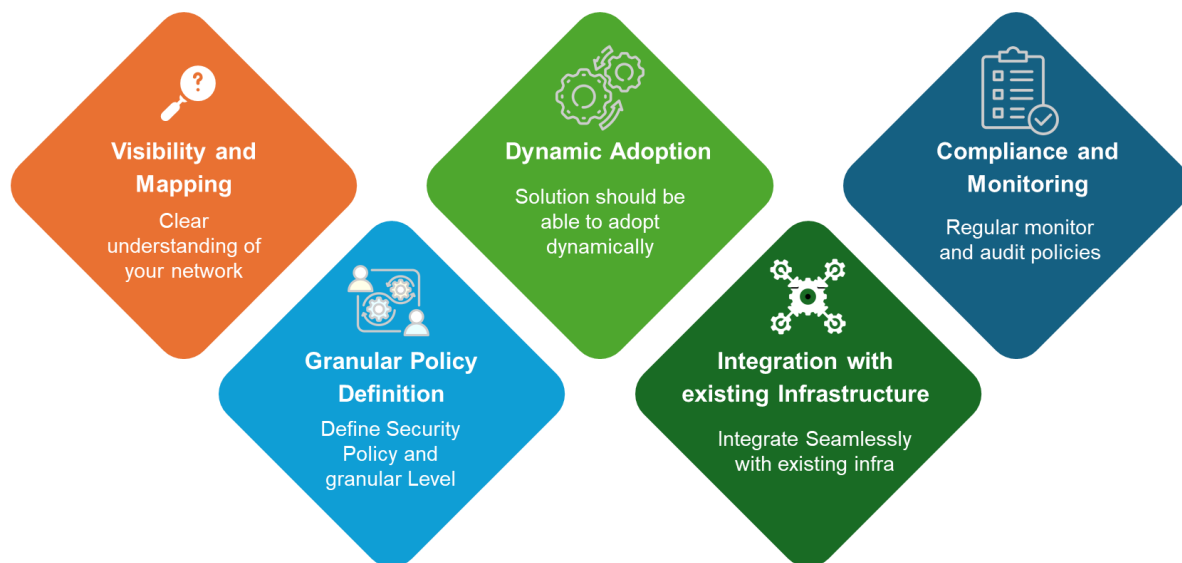 Visibility and
Mapping
Clear
understanding of
your network
Granular Policy
Definition
Define Security
Policy and
granular Level
Dynamic Adoption
Solution should be
able to adopt
dynamically
Integration with
existing Infrastructure
Integrate Seamlessly
with existing infra
Compliance and
Monitoring
Regular monitor
and audit policies